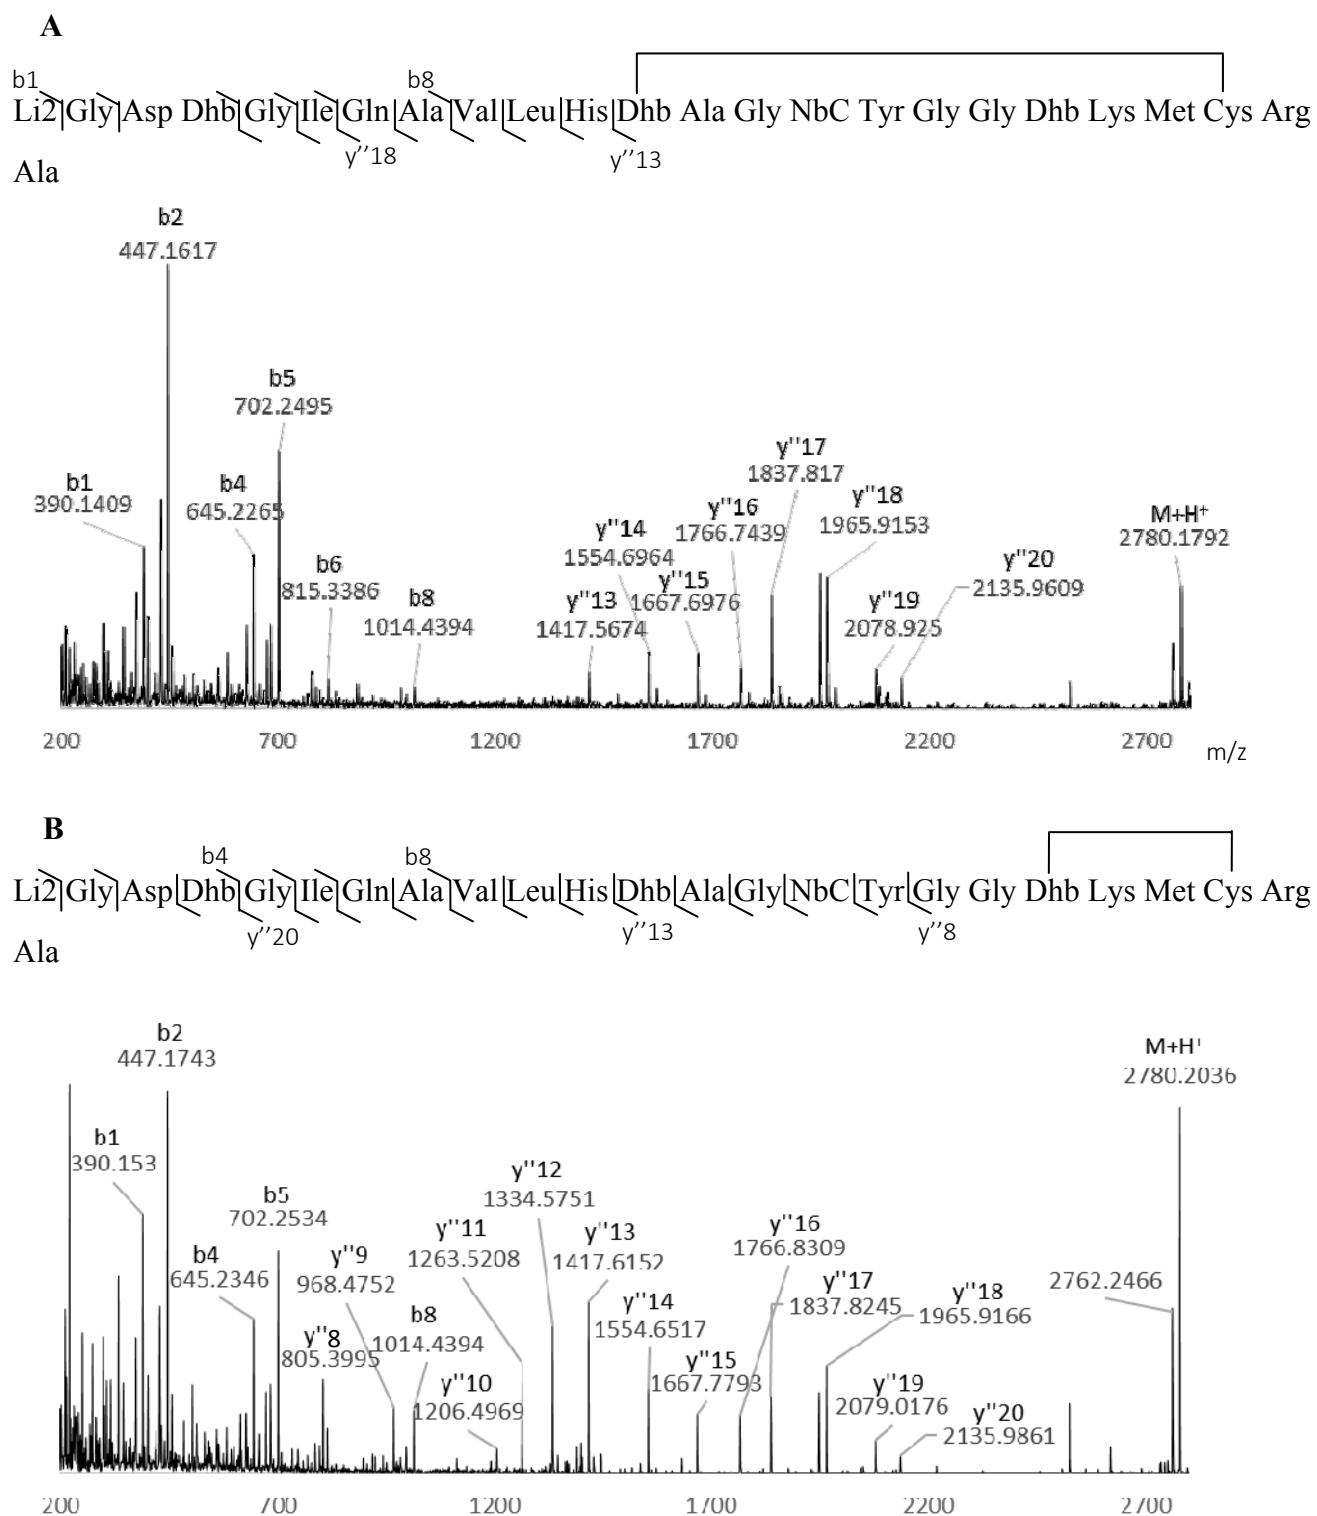 A
b1 b8
Li2 Gly Asp Dhb Gly Ile Gln Ala Val Leu His Dhb Ala Gly NbC Tyr Gly Gly Dhb Lys Met Cys Arg
y''18 y''13
Ala
b2
447.1617
b5
702.2495
y''17
1837.817
b1
390.1409
b4
645.2265
y''18
1965.9153
y''16
1766.7439
M+H+
2780.1792
y''14
1554.6964
b6
815.3386
y''15
1667.6976
y''20
2135.9609
b8
1014.4394
y''13
1417.5674
y''19
2078.925
200 700 1200 1700 2200 2700 m/z
B
b4 b8
Li2 Gly Asp Dhb Gly Ile Gln Ala Val Leu His Dhb Ala Gly NbC Tyr Gly Gly Dhb Lys Met Cys Arg
y''20 y''13 y''8
Ala
b2
447.1743
M+H+
2780.2036
b1
390.153
y''12
1334.5751
b5
702.2534
y''11
1263.5208
y''13
1417.6152
y''16
1766.8309
b4
645.2346
y''9
968.4752
y''17
1837.8245
2762.2466
y''18
1965.9166
y''14
1554.6517
b8
1014.4394
y''8
805.3995
y''15
1667.7793
y''10
1206.4969
y''19
2079.0176
y''20
2135.9861
200 700 1200 1700 2200 2700